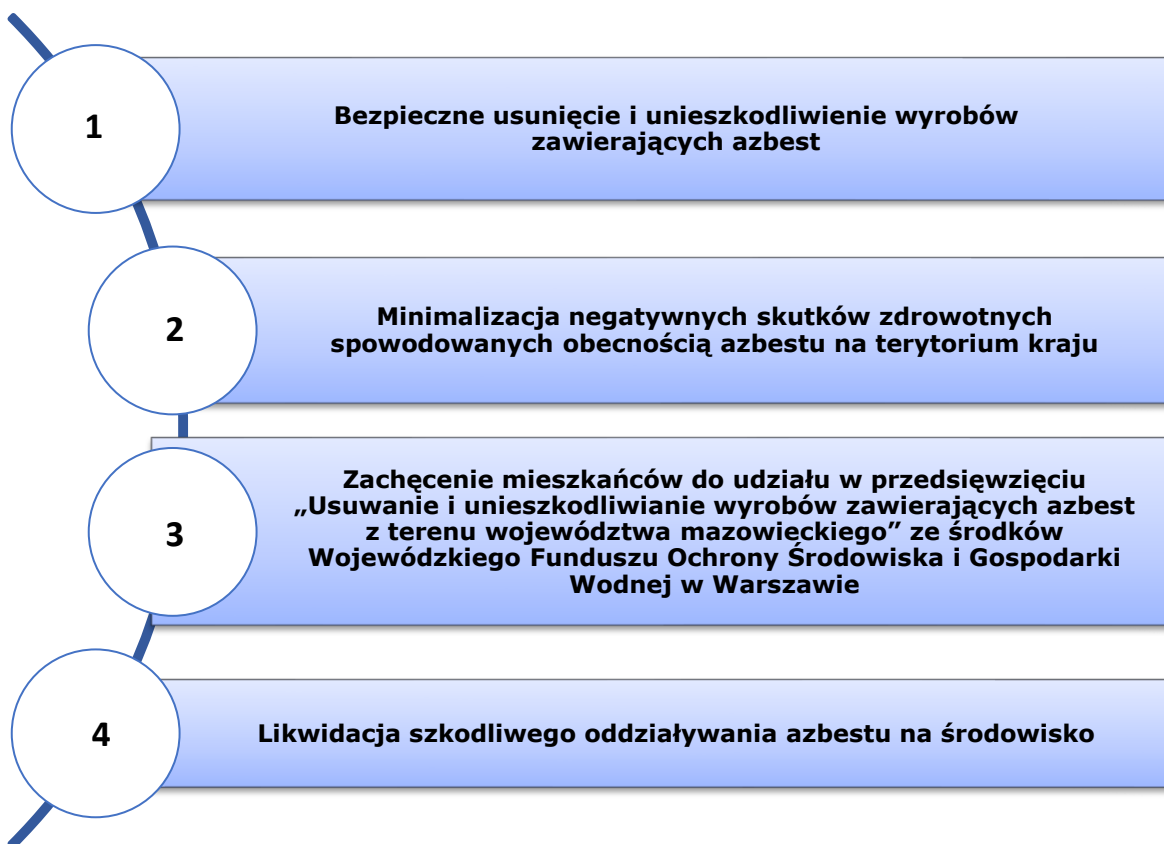 1
Bezpieczne usunięcie i unieszkodliwienie wyrobów
zawierających azbest
2
Minimalizacja negatywnych skutków zdrowotnych
spowodowanych obecnością azbestu na terytorium kraju
3
Zachęcenie mieszkańców do udziału w przedsięwzięciu
„Usuwanie i unieszkodliwianie wyrobów zawierających azbest
z terenu województwa mazowieckiego” ze środków
Wojewódzkiego Funduszu Ochrony Środowiska i Gospodarki
Wodnej w Warszawie
4
Likwidacja szkodliwego oddziaływania azbestu na środowisko